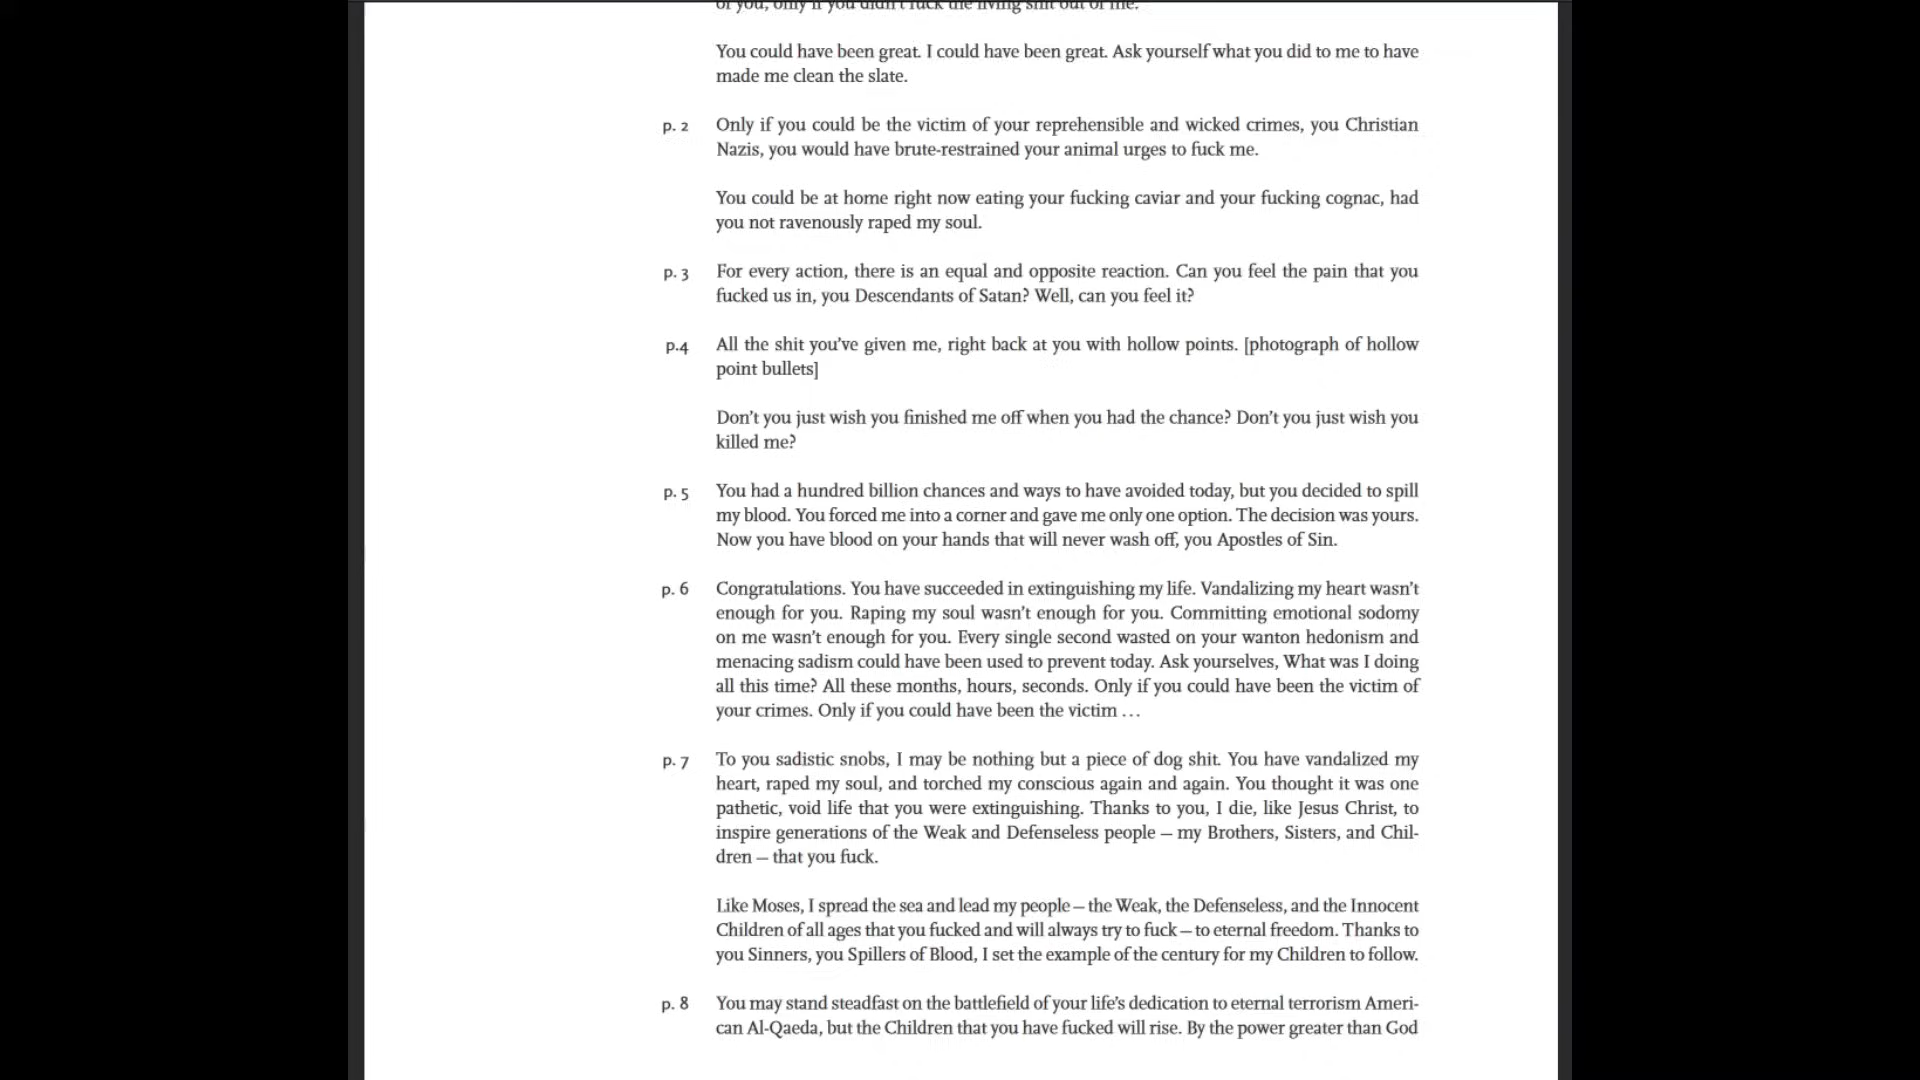 of you, only if you didn't fuck the living shit out of me.
You could have been great. I could have been great. Ask yourself what you did to me to have
made me clean the slate.
p. 2 Only if you could be the victim of your reprehensible and wicked crimes, you Christian
Nazis, you would have brute-restrained your animal urges to fuck me.
You could be at home right now eating your fucking caviar and your fucking cognac, had
you not ravenously raped my soul.
p. 3 For every action, there is an equal and opposite reaction. Can you feel the pain that you
fucked us in, you Descendants of Satan? Well, can you feel it?
p.4 All the shit you've given me, right back at you with hollow points. [photograph of hollow
point bullets]
Don't you just wish you finished me off when you had the chance? Don't you just wish you
killed me?
p. 5 You had a hundred billion chances and ways to have avoided today, but you decided to spill
my blood. You forced me into a corner and gave me only one option. The decision was yours.
Now you have blood on your hands that will never wash off, you Apostles of Sin.
p. 6 Congratulations. You have succeeded in extinguishing my life. Vandalizing my heart wasn't
enough for you. Raping my soul wasn't enough for you. Committing emotional sodomy
on me wasn't enough for you. Every single second wasted on your wanton hedonism and
menacing sadism could have been used to prevent today. Ask yourselves, What was I doing
all this time? All these months, hours, seconds. Only if you could have been the victim of
your crimes. Only if you could have been the victim …
p. 7 To you sadistic snobs, I may be nothing but a piece of dog shit. You have vandalized my
heart, raped my soul, and torched my conscious again and again. You thought it was one
pathetic, void life that you were extinguishing. Thanks to you, I die, like Jesus Christ, to
inspire generations of the Weak and Defenseless people – my Brothers, Sisters, and Chil-
dren – that you fuck.
Like Moses, I spread the sea and lead my people – the Weak, the Defenseless, and the Innocent
Children of all ages that you fucked and will always try to fuck – to eternal freedom. Thanks to
you Sinners, you Spillers of Blood, I set the example of the century for my Children to follow.
p. 8 You may stand steadfast on the battlefield of your life's dedication to eternal terrorism Ameri-
can Al-Qaeda, but the Children that you have fucked will rise. By the power greater than God